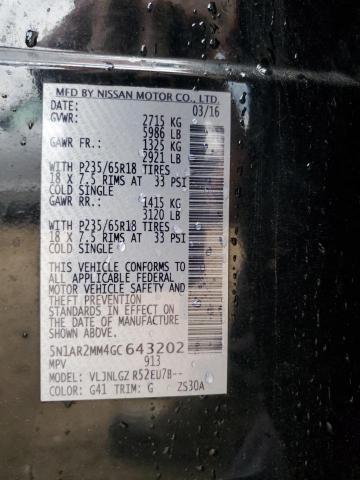 MFD BY NISSAN MOTOR CO., LTD.
DATE: 03/16
GVWR: 2715 KG
5986 LB
GAWR FR.: 1325 KG
2921 LB
WITH P235/65R18 TIRES
18 X 7.5 RIMS AT 33 PSI
COLD SINGLE
GAWR RR.: 1415 KG
3120 LB
WITH P235/65R18 TIRES
18 X 7.5 RIMS AT 33 PSI
COLD SINGLE
THIS VEHICLE CONFORMS TO
ALL APPLICABLE FEDERAL
MOTOR VEHICLE SAFETY AND
THEFT PREVENTION
STANDARDS IN EFFECT ON
THE DATE OF MANUFACTURE
SHOWN ABOVE.
5N1AR2MM4GC643202
MPV 913
MODEL: VLJNLGZ R52EU7B--
COLOR: G41 TRIM: G ZS30A